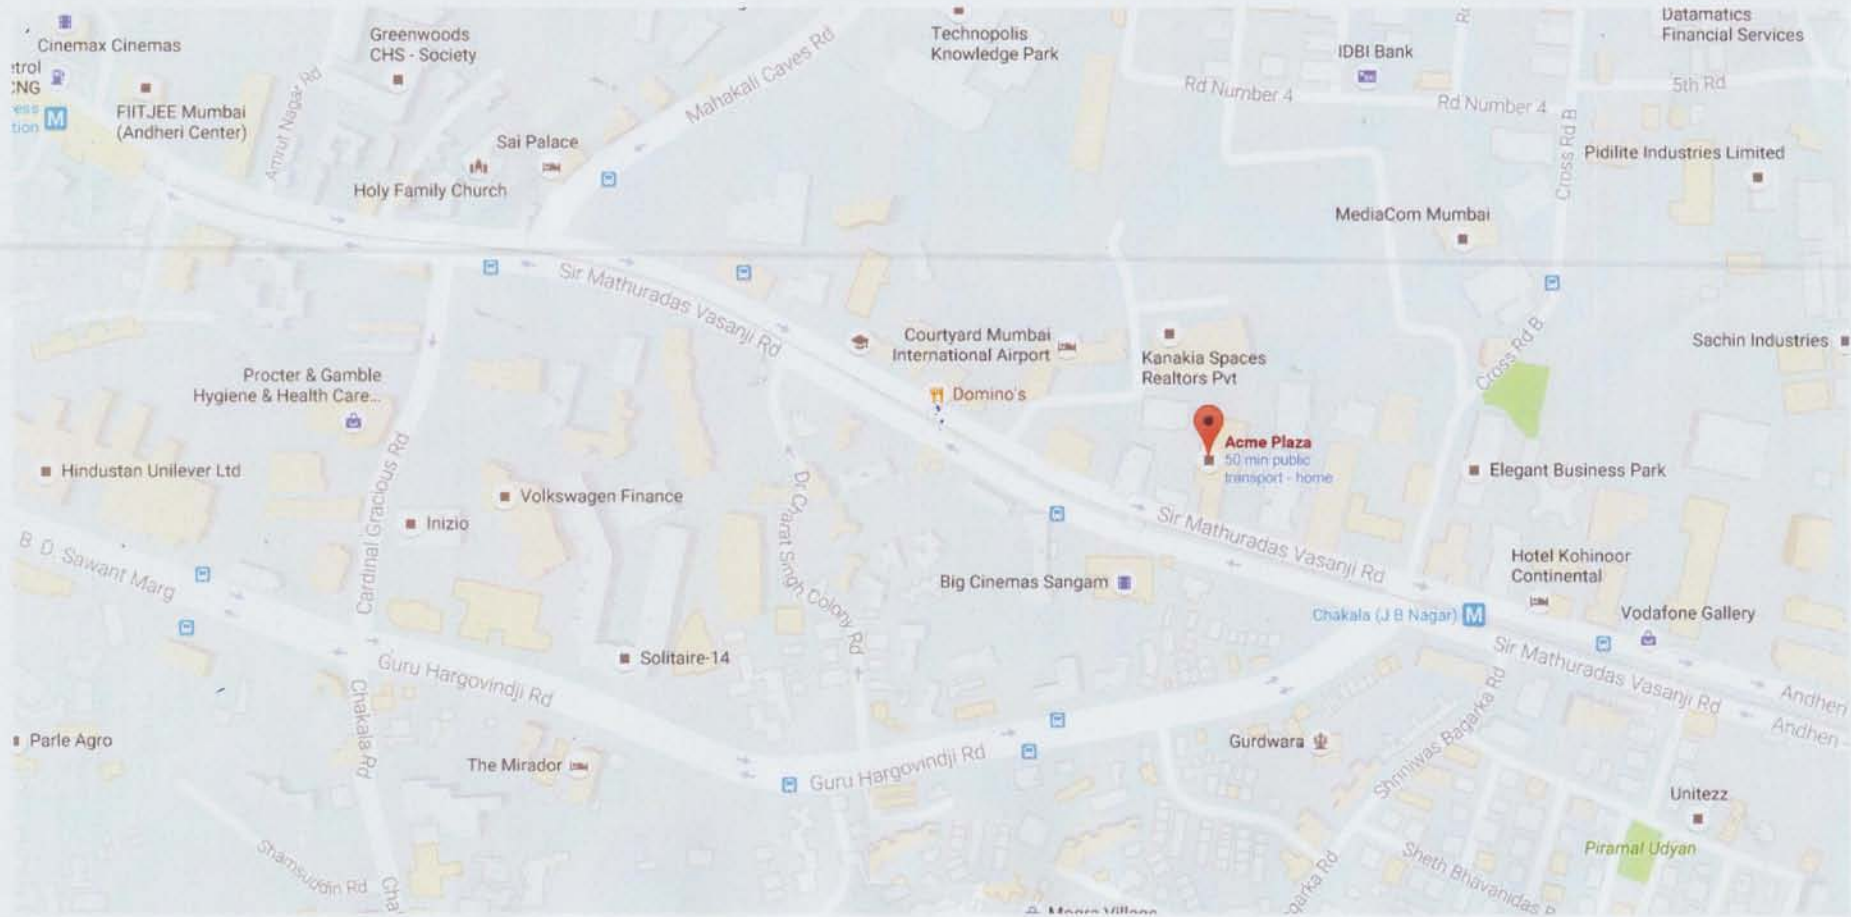 Cinemax Cinemas
Greenwoods
CHS - Society
Technopolis
Knowledge Park
IDBI Bank
Datamatics
Financial Services
etrol
CNG
ess
tion
M
FIITJEE Mumbai
(Andheri Center)
Amrut Nagar Rd
Mahakali Caves Rd
Rd Number 4
Rd Number 4
5th Rd
Cross Rd B
Sai Palace
Holy Family Church
Pidilite Industries Limited
MediaCom Mumbai
Sir Mathuradas Vasanji Rd
Courtyard Mumbai
International Airport
Kanakia Spaces
Realtors Pvt
Cross Rd B
Sachin Industries
Procter & Gamble
Hygiene & Health Care...
Domino's
Acme Plaza
50 min public
transport - home
Hindustan Unilever Ltd
Cardinal Gracious Rd
Volkswagen Finance
Inizio
Dr Charat Singh Colony Rd
Elegant Business Park
Sir Mathuradas Vasanji Rd
B D Sawant Marg
Big Cinemas Sangam
Hotel Kohinoor
Continental
Chakala (J B Nagar)
M
Vodafone Gallery
Solitaire-14
Guru Hargovindji Rd
Sir Mathuradas Vasanji Rd
Andheri
Andheri
Chakala Rd
Parle Agro
The Mirador
Guru Hargovindji Rd
Gurdwara
Shriniwas Bagarka Rd
Unitezz
Piramal Udyan
Shamsuddin Rd
Cha
garka Rd
Sheth Bhavanidas